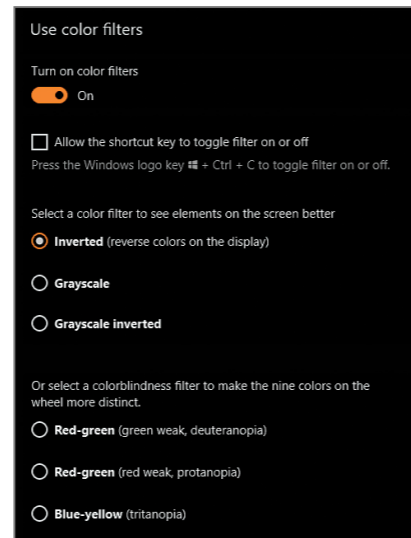 Use color filters
Turn on color filters
On
Allow the shortcut key to toggle filter on or off
Press the Windows logo key + Ctrl + C to toggle filter on or off.
Select a color filter to see elements on the screen better
Inverted (reverse colors on the display)
Grayscale
Grayscale inverted
Or select a colorblindness filter to make the nine colors on the
wheel more distinct.
Red-green (green weak, deuteranopia)
Red-green (red weak, protanopia)
Blue-yellow (tritanopia)